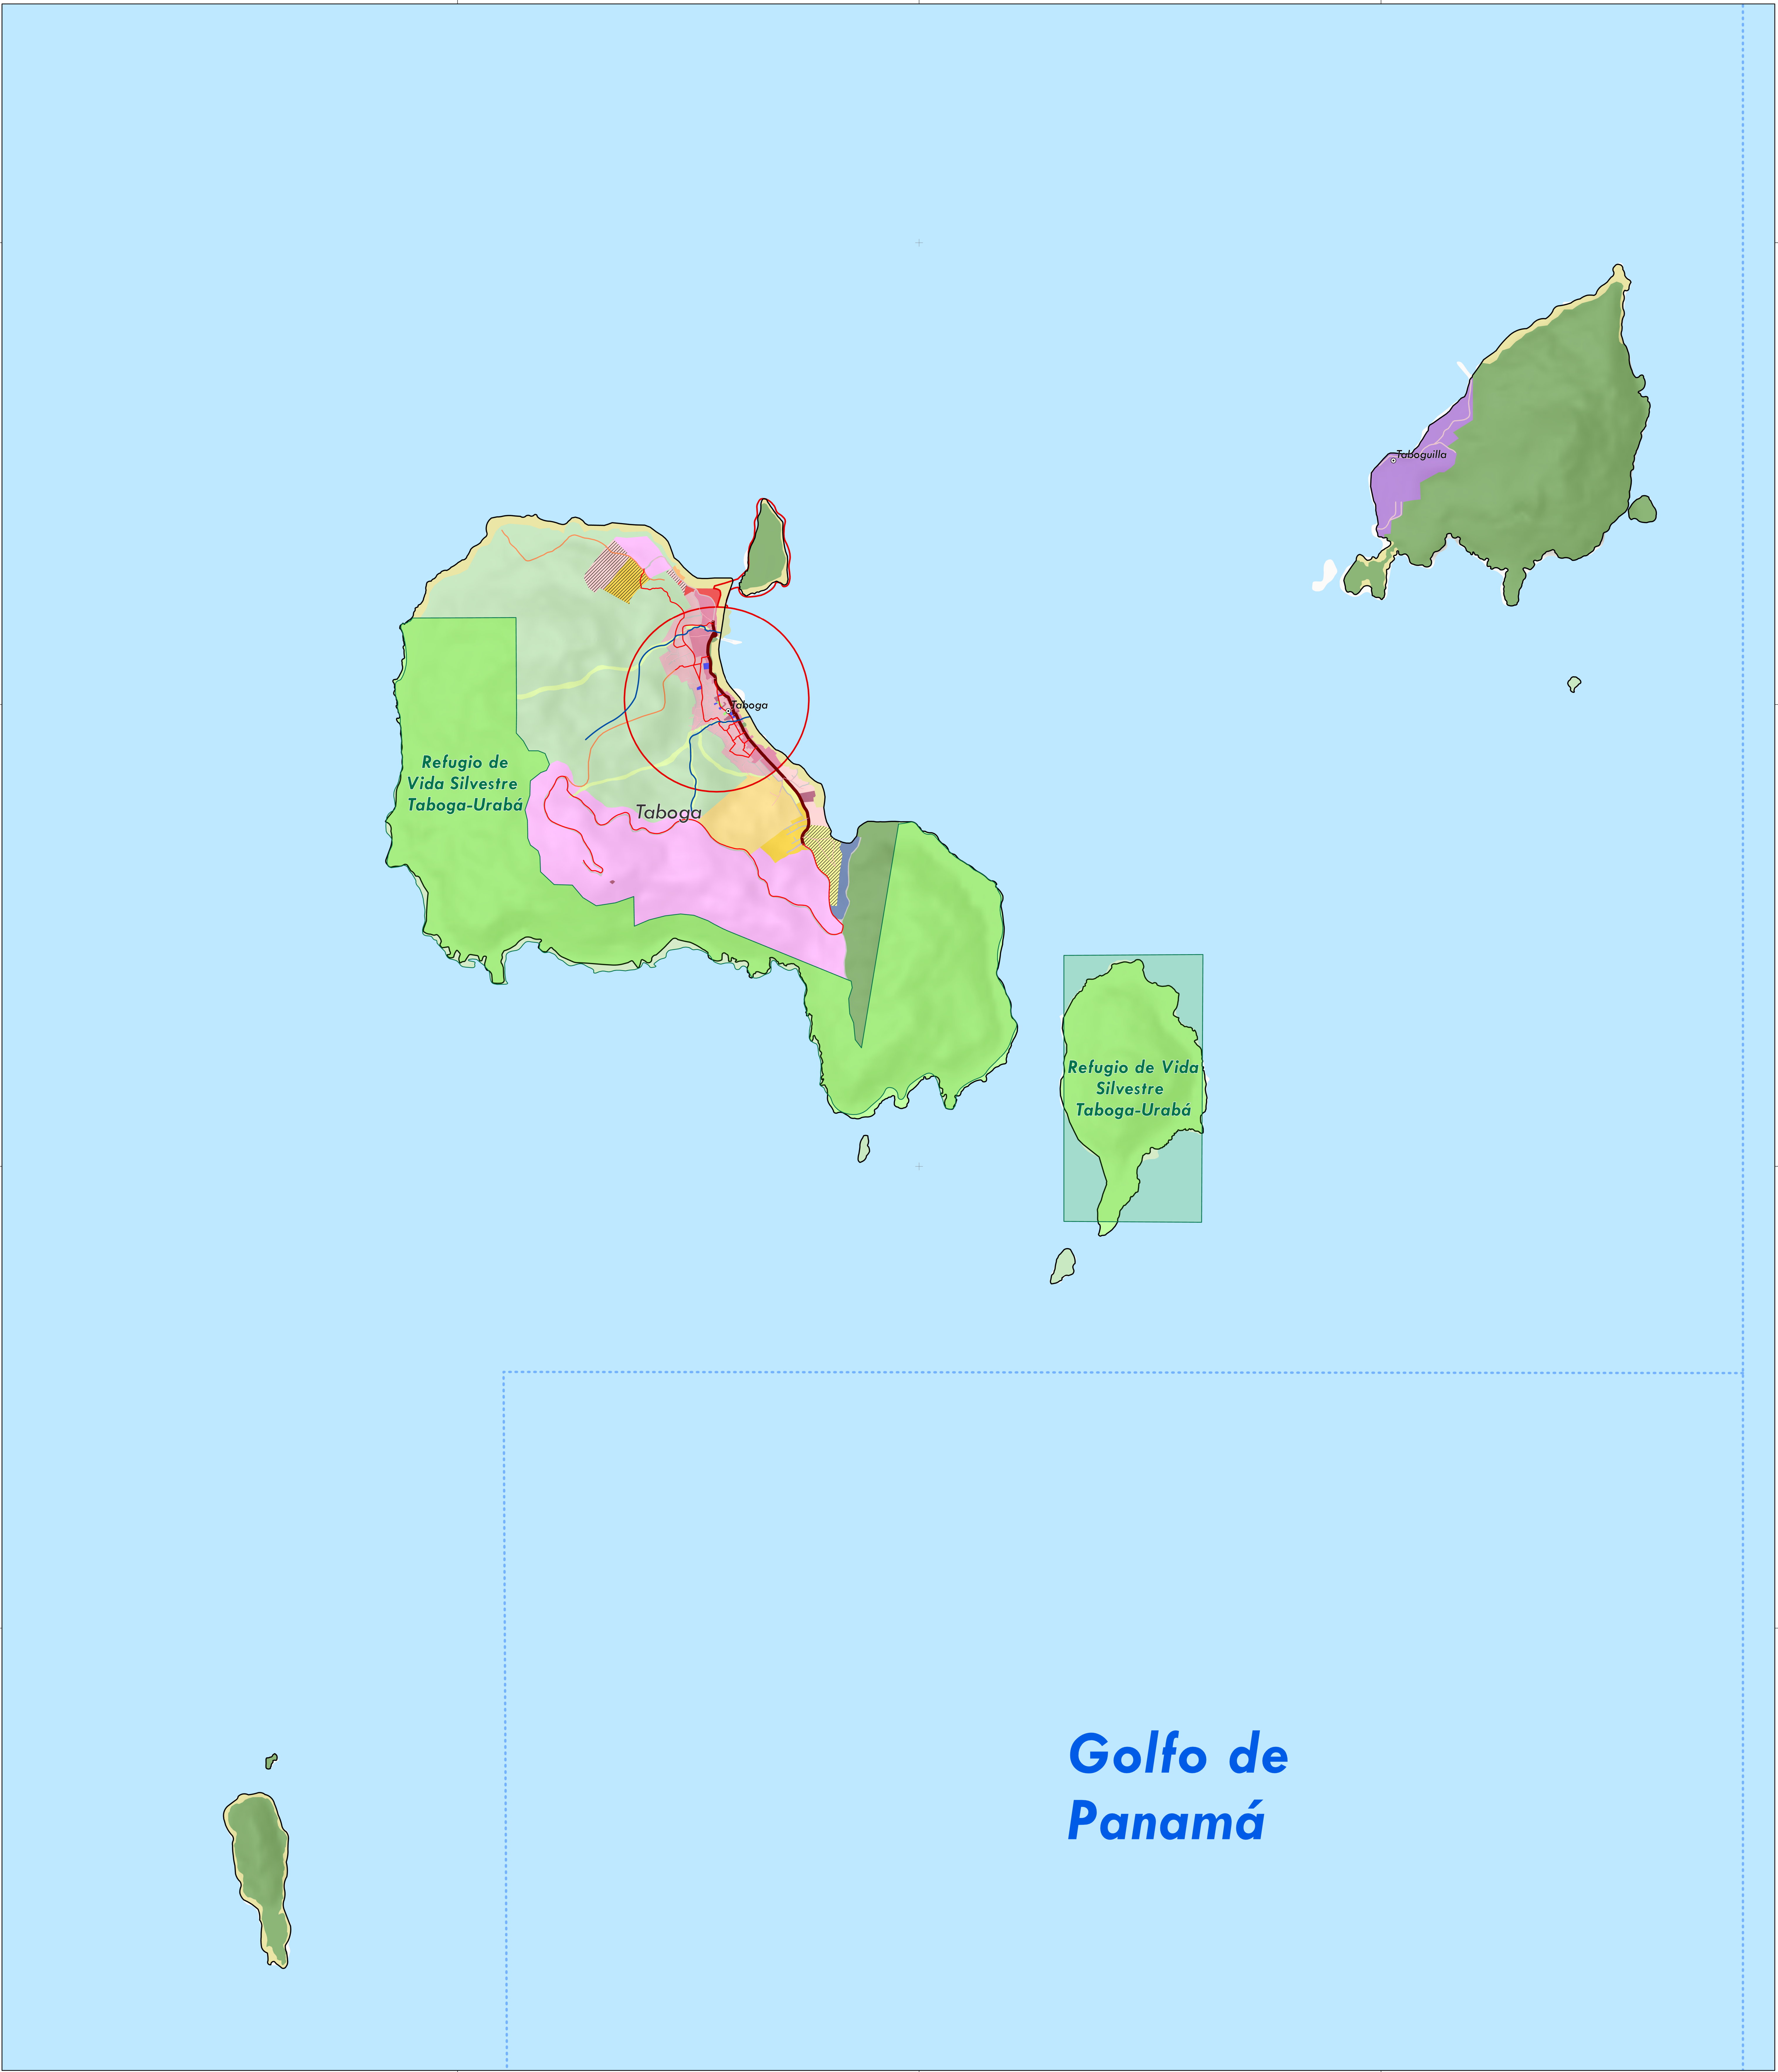 Taboguilla
Taboga
Refugio de
Vida Silvestre
Taboga-Urabá
Taboga
Refugio de Vida
Silvestre
Taboga-Urabá
Golfo de
Panamá